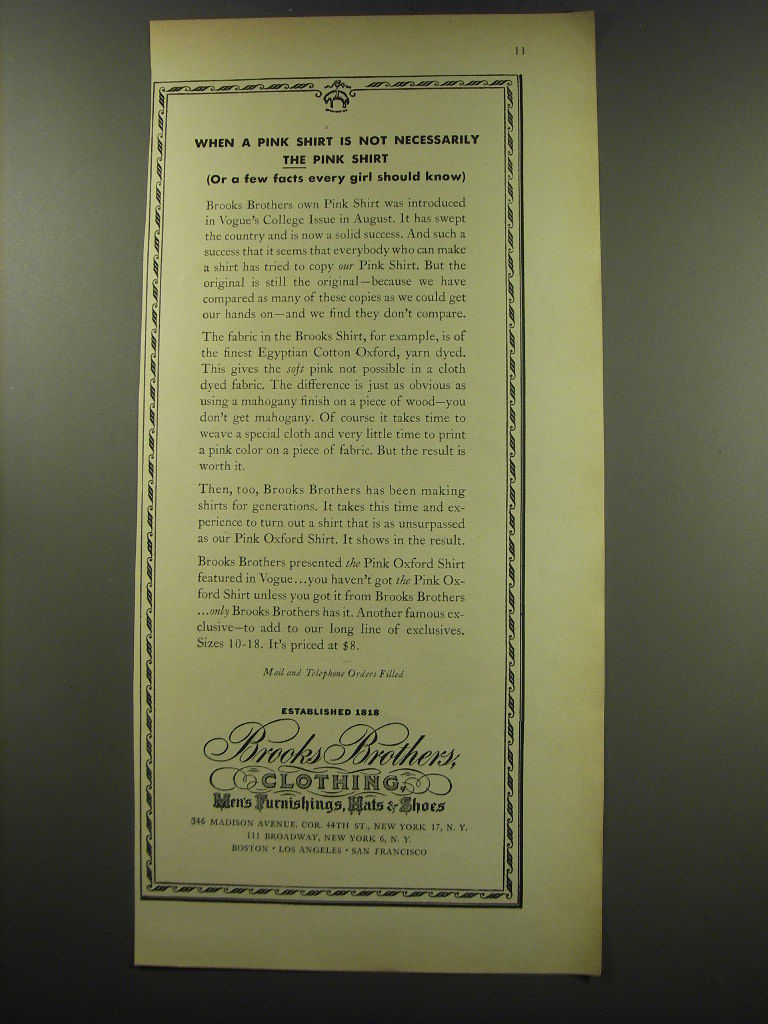 11
WHEN A PINK SHIRT IS NOT NECESSARILY
THE PINK SHIRT
(Or a few facts every girl should know)
Brooks Brothers own Pink Shirt was introduced
in Vogue's College Issue in August. It has swept
the country and is now a solid success. And such a
success that it seems that everybody who can make
a shirt has tried to copy our Pink Shirt. But the
original is still the original—because we have
compared as many of these copies as we could get
our hands on—and we find they don't compare.
The fabric in the Brooks Shirt, for example, is of
the finest Egyptian Cotton Oxford, yarn dyed.
This gives the soft pink not possible in a cloth
dyed fabric. The difference is just as obvious as
using a mahogany finish on a piece of wood—you
don't get mahogany. Of course it takes time to
weave a special cloth and very little time to print
a pink color on a piece of fabric. But the result is
worth it.
Then, too, Brooks Brothers has been making
shirts for generations. It takes this time and ex-
perience to turn out a shirt that is as unsurpassed
as our Pink Oxford Shirt. It shows in the result.
Brooks Brothers presented the Pink Oxford Shirt
featured in Vogue...you haven't got the Pink Ox-
ford Shirt unless you got it from Brooks Brothers
...only Brooks Brothers has it. Another famous ex-
clusive—to add to our long line of exclusives.
Sizes 10-18. It's priced at $8.
Mail and Telephone Orders Filled
ESTABLISHED 1818
Brooks Brothers,
CLOTHING,
Men's Furnishings, Hats & Shoes
346 MADISON AVENUE, COR. 44TH ST., NEW YORK 17, N. Y.
111 BROADWAY, NEW YORK 6, N. Y.
BOSTON • LOS ANGELES • SAN FRANCISCO